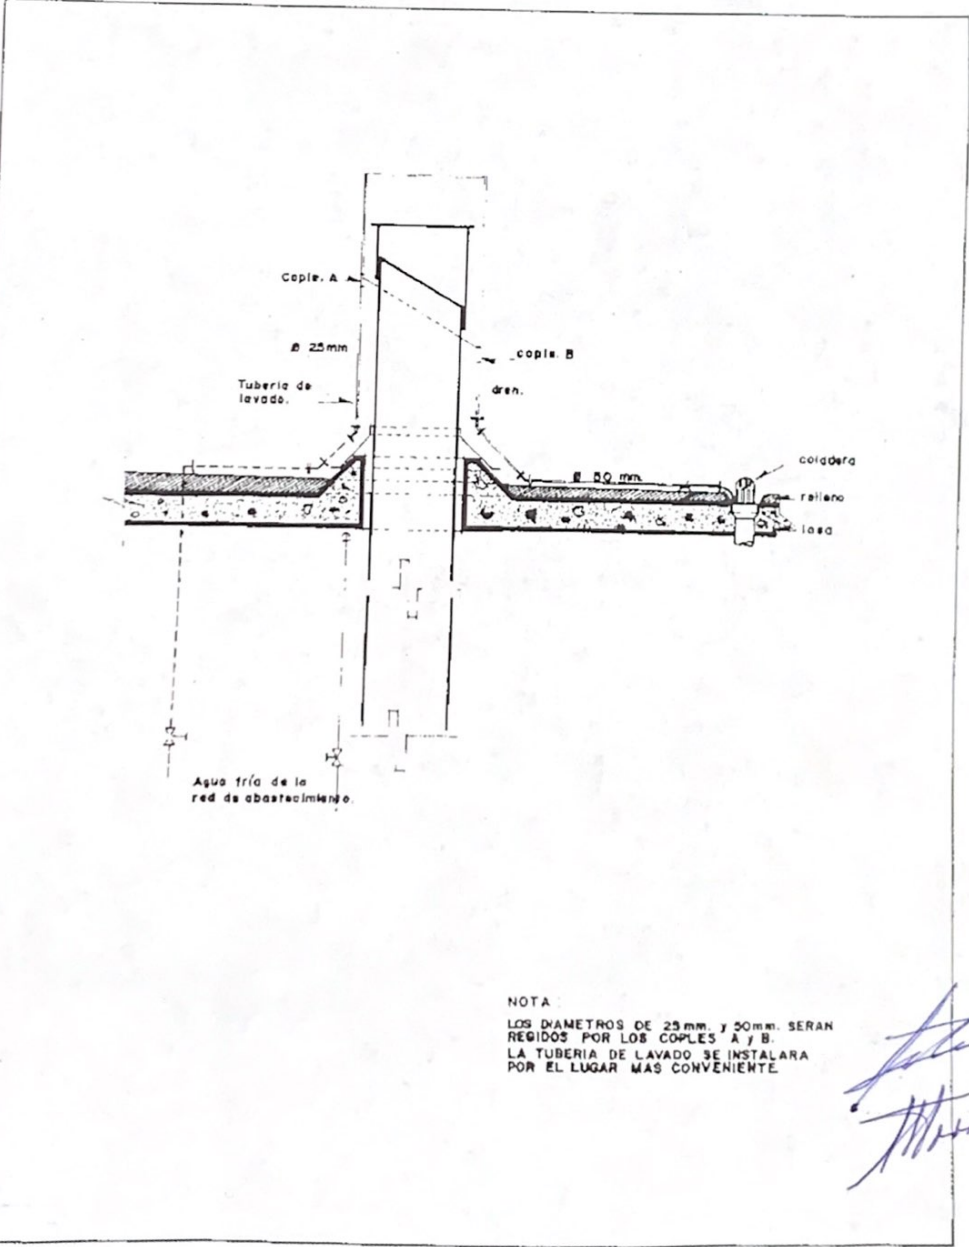 Cople. A
Ø 25mm
cople. B
Tubería de
lavado.
dren.
coladera
Ø 50 mm.
relleno
losa
Agua fría de la
red de abastecimiento.
NOTA :
LOS DIAMETROS DE 25mm. y 50mm. SERAN
REGIDOS POR LOS COPLES A y B.
LA TUBERIA DE LAVADO SE INSTALARA
POR EL LUGAR MAS CONVENIENTE